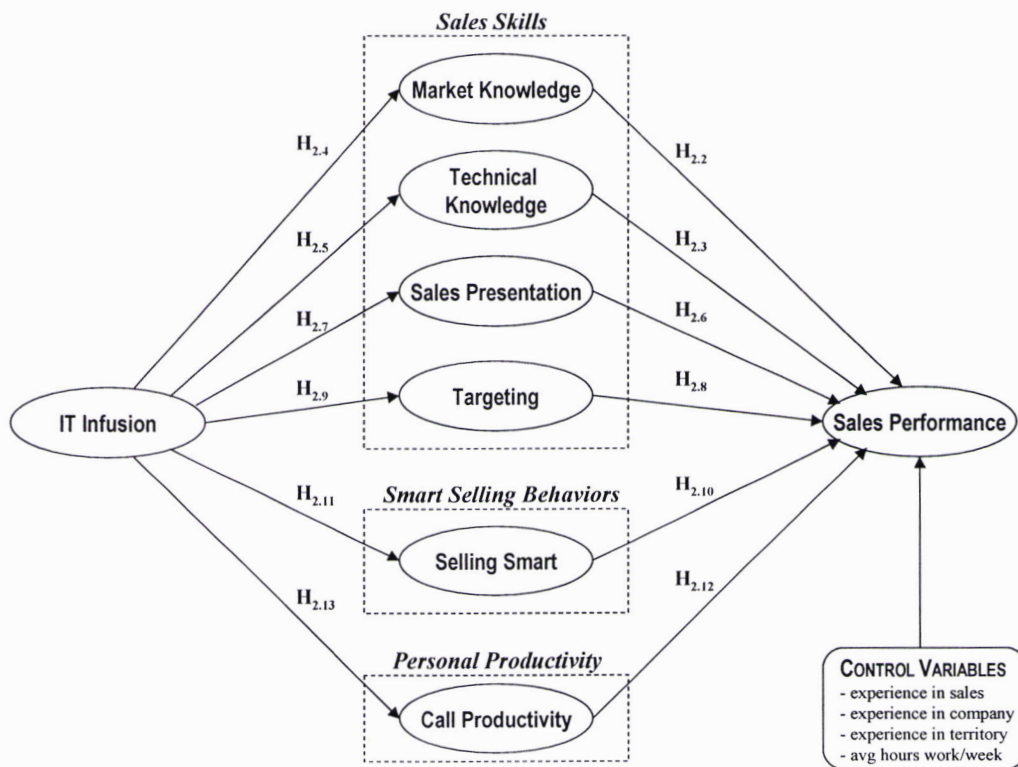 Sales Skills
Market Knowledge
H2.4
H2.2
Technical
Knowledge
H2.5
H2.3
Sales Presentation
H2.7
H2.6
H2.9
Targeting
H2.8
IT Infusion
Sales Performance
H2.11
Smart Selling Behaviors
H2.10
Selling Smart
H2.13
H2.12
Personal Productivity
Call Productivity
CONTROL VARIABLES
- experience in sales
- experience in company
- experience in territory
- avg hours work/week